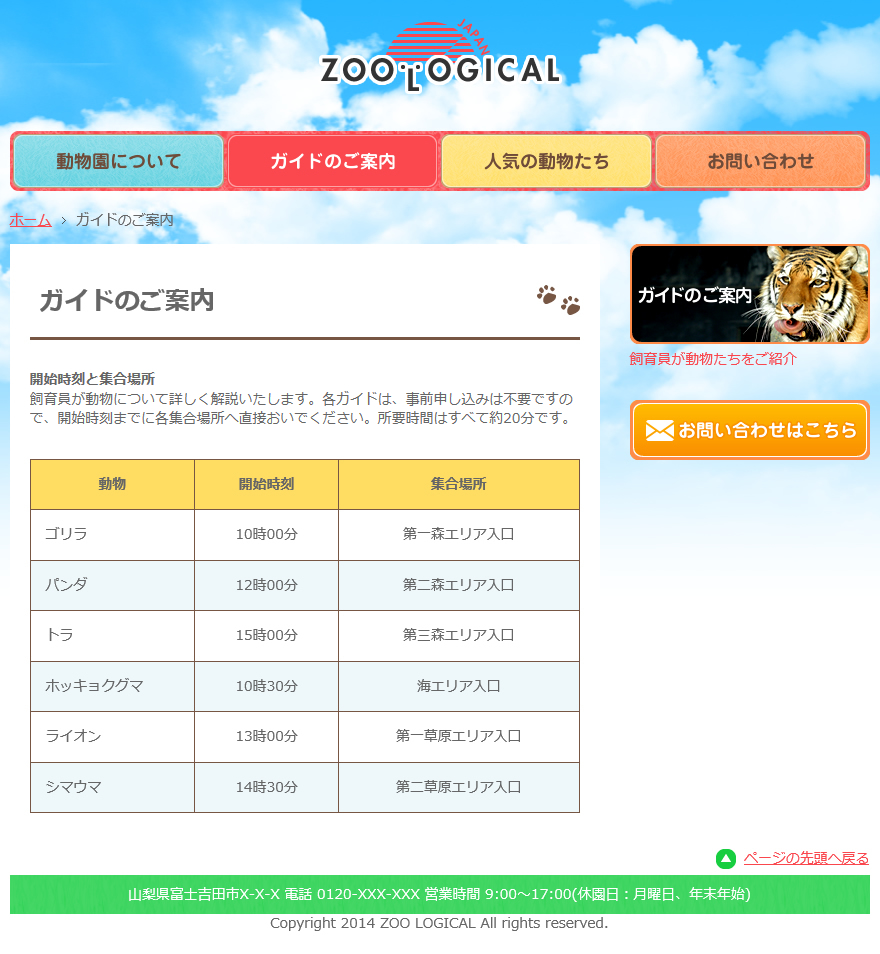 JAPAN
ZOO LOGICAL
動物園について
ガイドのご案内
人気の動物たち
お問い合わせ
ホーム > ガイドのご案内
ガイドのご案内
開始時刻と集合場所
飼育員が動物について詳しく解説いたします。各ガイドは、事前申し込みは不要ですの
で、開始時刻までに各集合場所へ直接おいでください。所要時間はすべて約20分です。
動物 開始時刻 集合場所
ゴリラ 10時00分 第一森エリア入口
パンダ 12時00分 第二森エリア入口
トラ 15時00分 第三森エリア入口
ホッキョクグマ 10時30分 海エリア入口
ライオン 13時00分 第一草原エリア入口
シマウマ 14時30分 第二草原エリア入口
ガイドのご案内
飼育員が動物たちをご紹介
お問い合わせはこちら
ページの先頭へ戻る
山梨県富士吉田市X-X-X 電話 0120-XXX-XXX 営業時間 9:00～17:00(休園日：月曜日、年末年始)
Copyright 2014 ZOO LOGICAL All rights reserved.